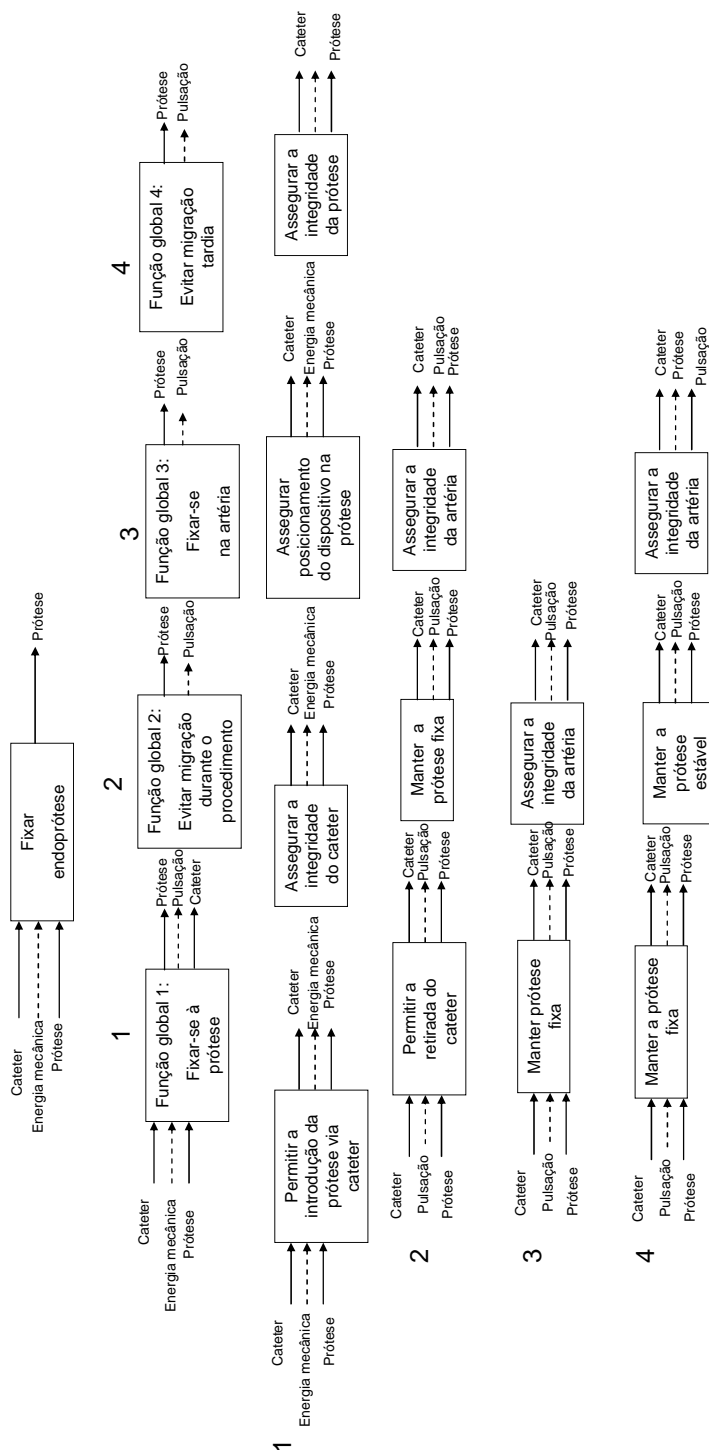 Cateter
Energia mecânica
Prótese
Fixar
endoprótese
Prótese
1
Cateter
Energia mecânica
Prótese
Função global 1:
Fixar-se à
prótese
Prótese
Pulsação
Cateter
2
Função global 2:
Evitar migração
durante o
procedimento
Prótese
Pulsação
3
Função global 3:
Fixar-se
na artéria
Prótese
Pulsação
4
Função global 4:
Evitar migração
tardia
Prótese
Pulsação
1
Cateter
Energia mecânica
Prótese
Permitir a
introdução da
prótese via
cateter
Cateter
Energia mecânica
Prótese
Assegurar a
integridade
do cateter
Cateter
Energia mecânica
Prótese
Assegurar
posicionamento
do dispositivo na
prótese
Cateter
Energia mecânica
Prótese
Assegurar a
integridade
da prótese
Cateter
Prótese
2
Cateter
Pulsação
Prótese
Permitir a
retirada do
cateter
Cateter
Pulsação
Prótese
Manter a
prótese fixa
Cateter
Pulsação
Prótese
Assegurar a
integridade
da artéria
Cateter
Pulsação
Prótese
3
Cateter
Pulsação
Prótese
Manter prótese
fixa
Cateter
Pulsação
Prótese
Assegurar a
integridade
da artéria
Cateter
Pulsação
Prótese
4
Cateter
Pulsação
Prótese
Manter a prótese
fixa
Cateter
Pulsação
Prótese
Manter a
prótese
estável
Cateter
Pulsação
Prótese
Assegurar a
integridade
da artéria
Cateter
Prótese
Pulsação